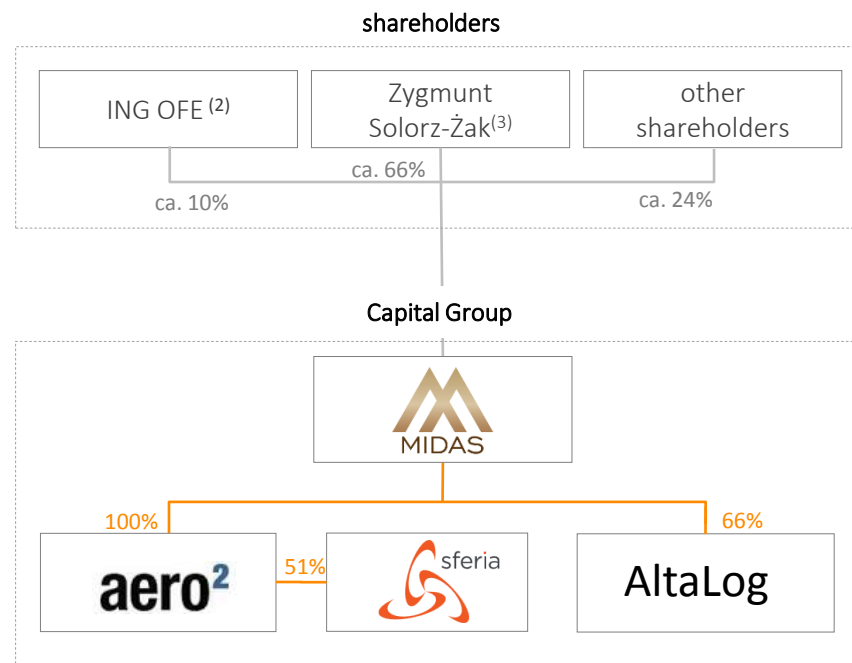 shareholders
ING OFE (2)
Zygmunt
Solorz-Żak(3)
other
shareholders
ca. 66%
ca. 10%
ca. 24%
Capital Group
MIDAS
100%
66%
aero2
51%
sferia
AltaLog